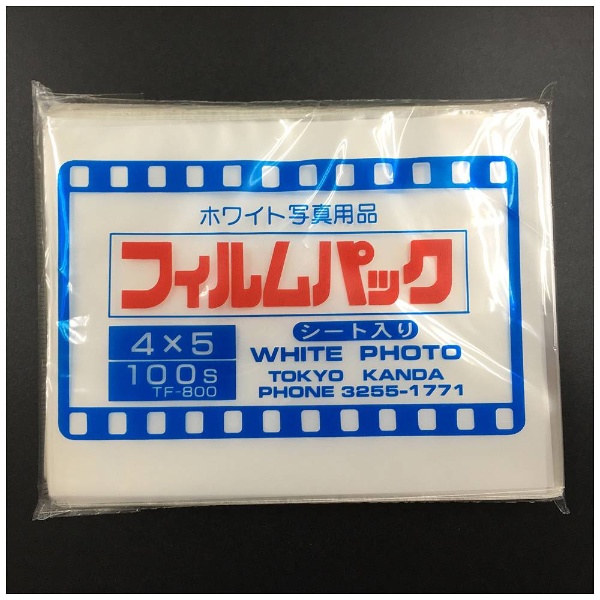 ホワイト写真用品
フィルムパック
4×5
100s
TF-800
シート入り
WHITE PHOTO
TOKYO KANDA
PHONE 3255-1771